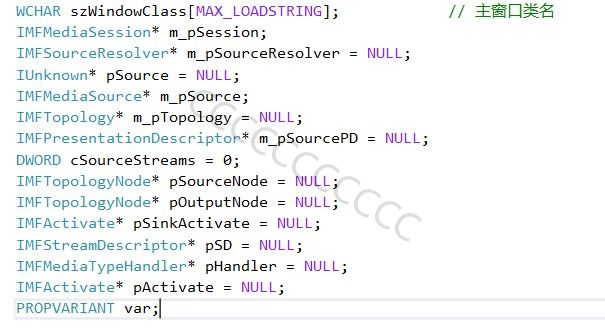 WCHAR szWindowClass[MAX_LOADSTRING]; // 主窗口类名
IMFMediaSession* m_pSession;
IMFSourceResolver* m_pSourceResolver = NULL;
IUnknown* pSource = NULL;
IMFMediaSource* m_pSource;
IMFTopology* m_pTopology = NULL;
IMFPresentationDescriptor* m_pSourcePD = NULL;
DWORD cSourceStreams = 0;
IMFTopologyNode* pSourceNode = NULL;
IMFTopologyNode* pOutputNode = NULL;
IMFActivate* pSinkActivate = NULL;
IMFStreamDescriptor* pSD = NULL;
IMFMediaTypeHandler* pHandler = NULL;
IMFActivate* pActivate = NULL;
PROPVARIANT var;
CCCCCCCCCCCC